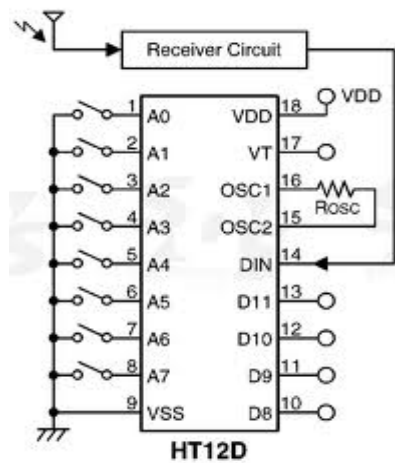 Receiver Circuit
1 A0 VDD 18 VDD
2 A1 VT 17
3 A2 OSC1 16
ROSC
4 A3 OSC2 15
5 A4 DIN 14
6 A5 D11 13
7 A6 D10 12
8 A7 D9 11
9 VSS D8 10
HT12D